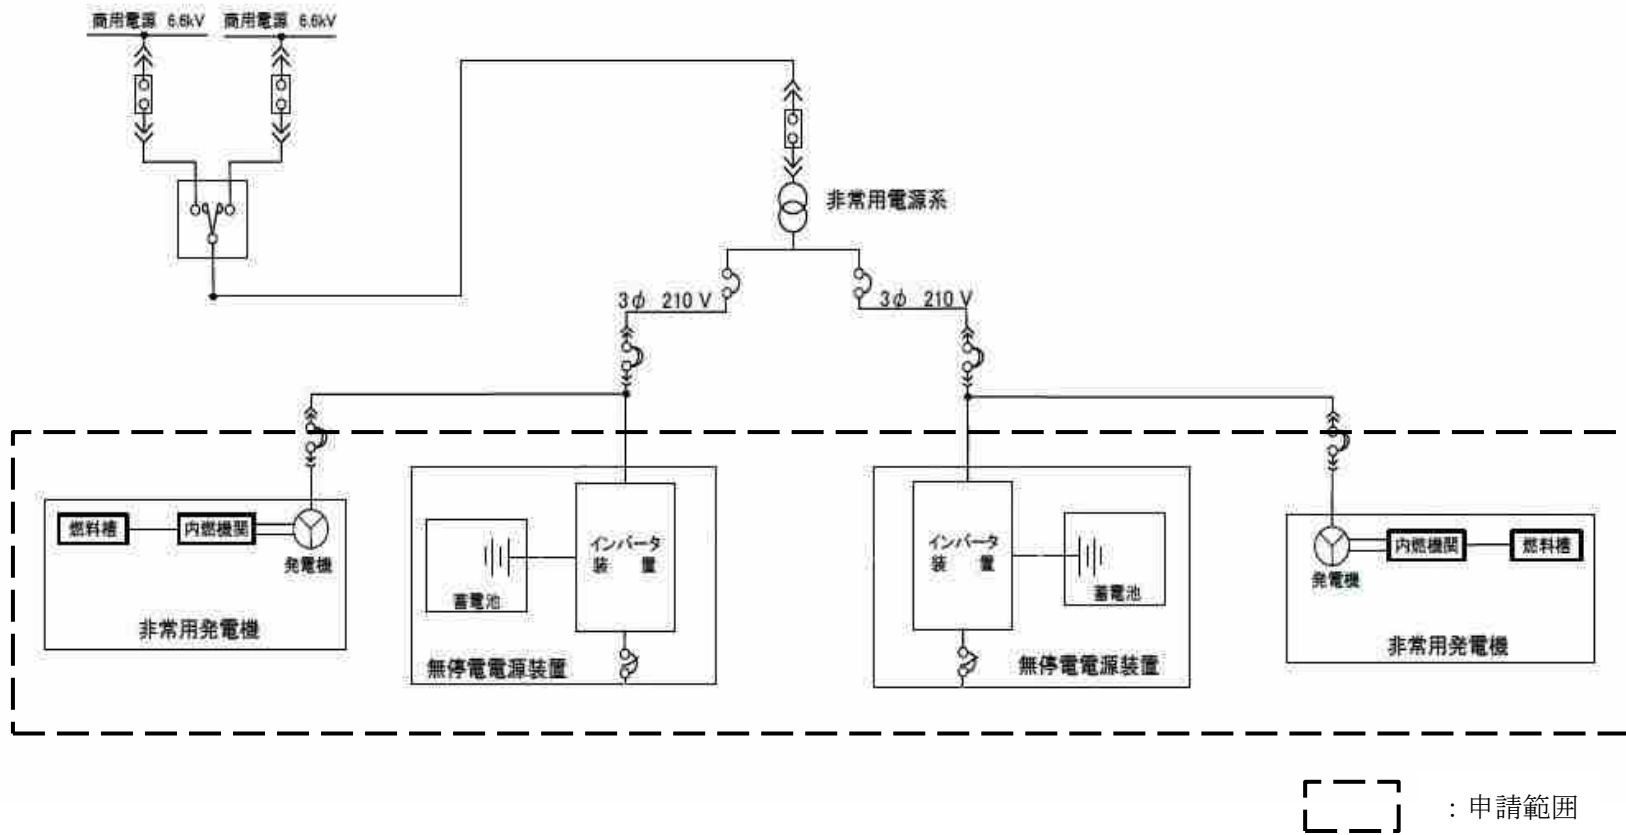 商用電源 6.6kV
商用電源 6.6kV
非常用電源系
3φ 210 V
3φ 210 V
燃料槽
内燃機関
発電機
非常用発電機
蓄電池
インバータ
装 置
無停電電源装置
インバータ
装 置
蓄電池
無停電電源装置
発電機
内燃機関
燃料槽
非常用発電機
：申請範囲